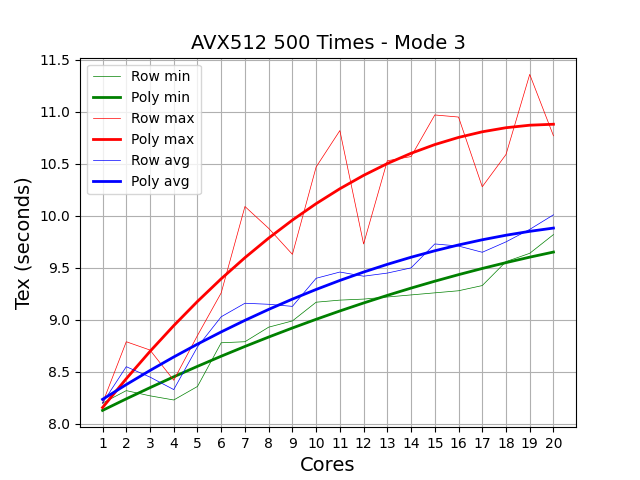 AVX512 500 Times - Mode 3
Tex (seconds)
11.5
11.0
10.5
10.0
9.5
9.0
8.5
8.0
Row min
Poly min
Row max
Poly max
Row avg
Poly avg
1 2 3 4 5 6 7 8 9 10 11 12 13 14 15 16 17 18 19 20
Cores